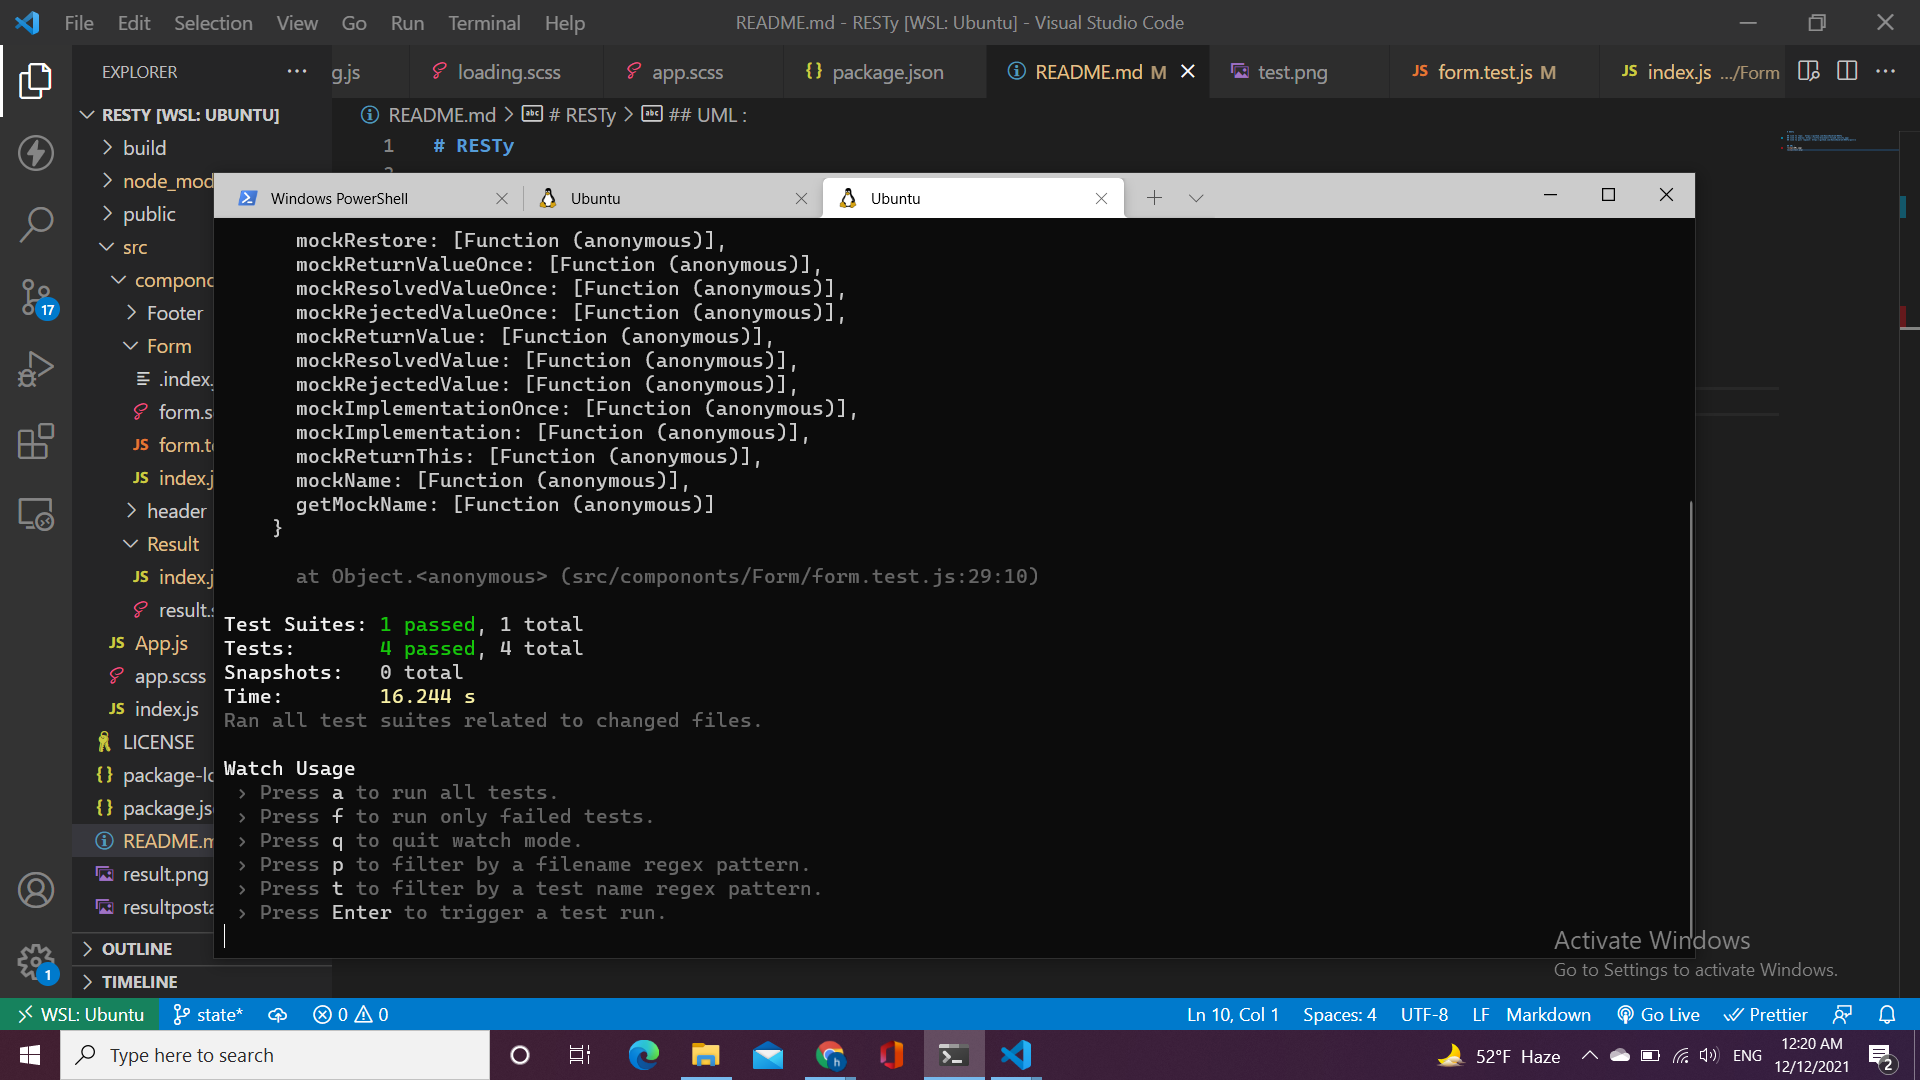 File Edit Selection View Go Run Terminal Help
README.md - RESTy [WSL: Ubuntu] - Visual Studio Code
EXPLORER
g.js
loading.scss
app.scss
{} package.json
README.md M
test.png
JS form.test.js M
JS index.js .../Form
RESTY [WSL: UBUNTU]
README.md > # RESTy > ## UML :
1 # RESTy
build
node_mod
public
src
compono
Footer
Form
.index.
form.s
JS form.te
JS index.j
header
Result
JS index.j
result.s
JS App.js
app.scss
JS index.js
LICENSE
{} package-lo
{} package.js
README.m
result.png
resultposta
OUTLINE
TIMELINE
17
1
Windows PowerShell
Ubuntu
Ubuntu
mockRestore: [Function (anonymous)],
mockReturnValueOnce: [Function (anonymous)],
mockResolvedValueOnce: [Function (anonymous)],
mockRejectedValueOnce: [Function (anonymous)],
mockReturnValue: [Function (anonymous)],
mockResolvedValue: [Function (anonymous)],
mockRejectedValue: [Function (anonymous)],
mockImplementationOnce: [Function (anonymous)],
mockImplementation: [Function (anonymous)],
mockReturnThis: [Function (anonymous)],
mockName: [Function (anonymous)],
getMockName: [Function (anonymous)]
}
at Object.<anonymous> (src/compononts/Form/form.test.js:29:10)
Test Suites: 1 passed, 1 total
Tests: 4 passed, 4 total
Snapshots: 0 total
Time: 16.244 s
Ran all test suites related to changed files.
Watch Usage
› Press a to run all tests.
› Press f to run only failed tests.
› Press q to quit watch mode.
› Press p to filter by a filename regex pattern.
› Press t to filter by a test name regex pattern.
› Press Enter to trigger a test run.
Activate Windows
Go to Settings to activate Windows.
WSL: Ubuntu
state*
0
0
Ln 10, Col 1
Spaces: 4
UTF-8
LF
Markdown
Go Live
Prettier
Type here to search
52°F Haze
ENG
12:20 AM
12/12/2021
2